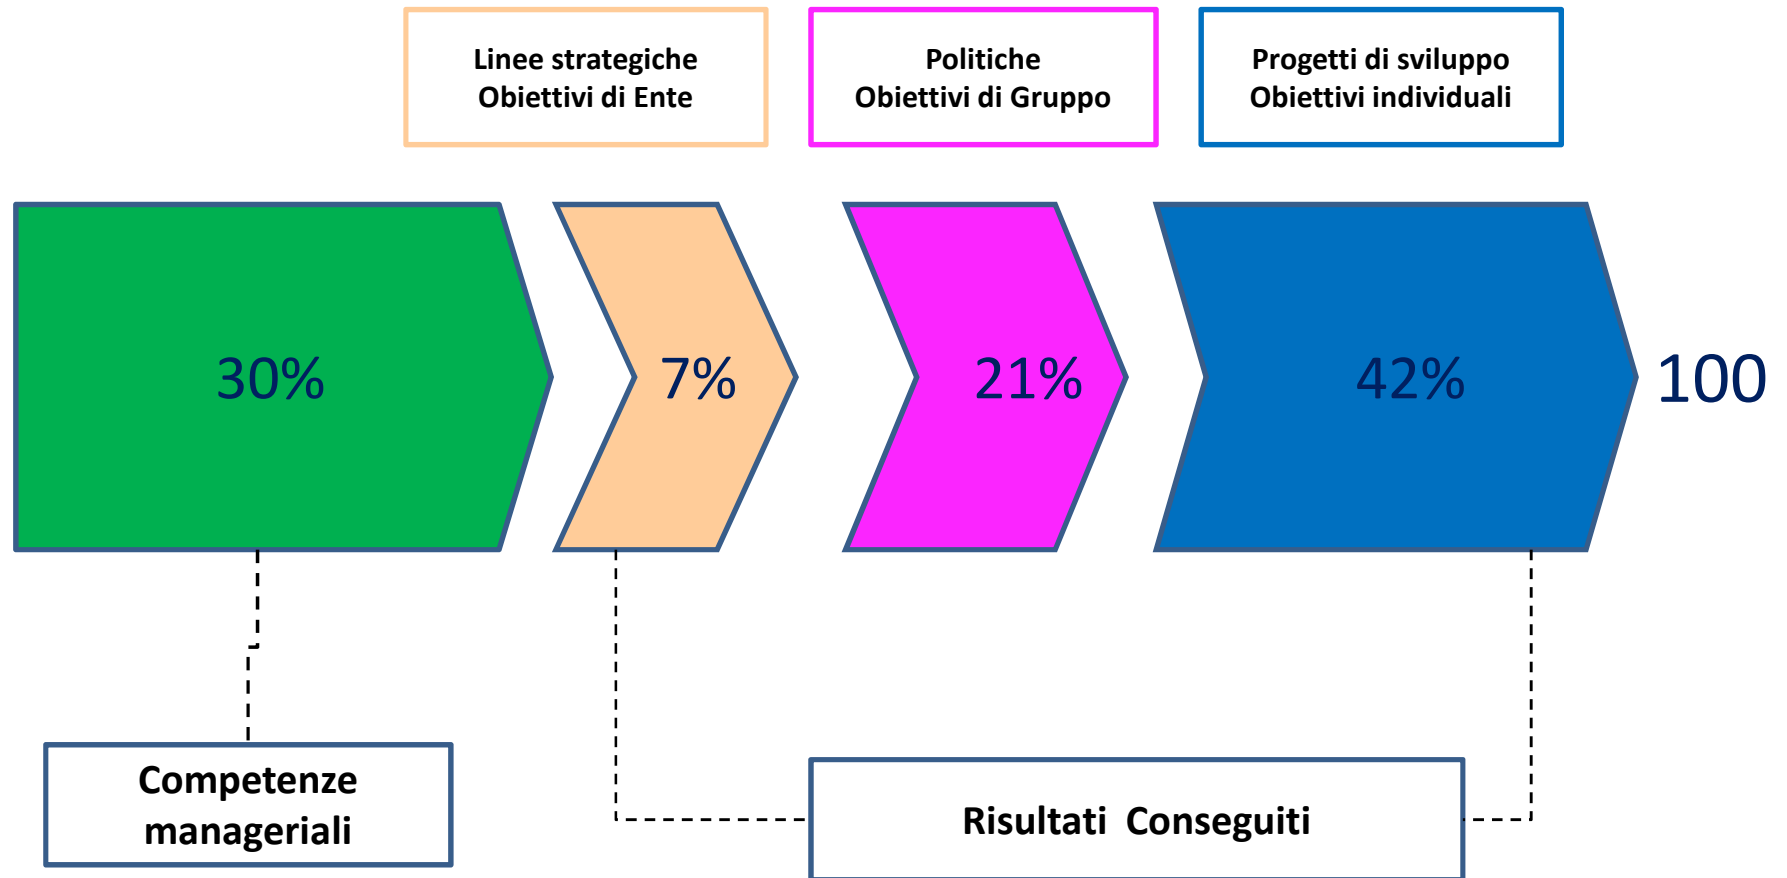 Linee strategiche
Obiettivi di Ente
Politiche
Obiettivi di Gruppo
Progetti di sviluppo
Obiettivi individuali
30%
7%
21%
42%
100
Competenze
manageriali
Risultati Conseguiti